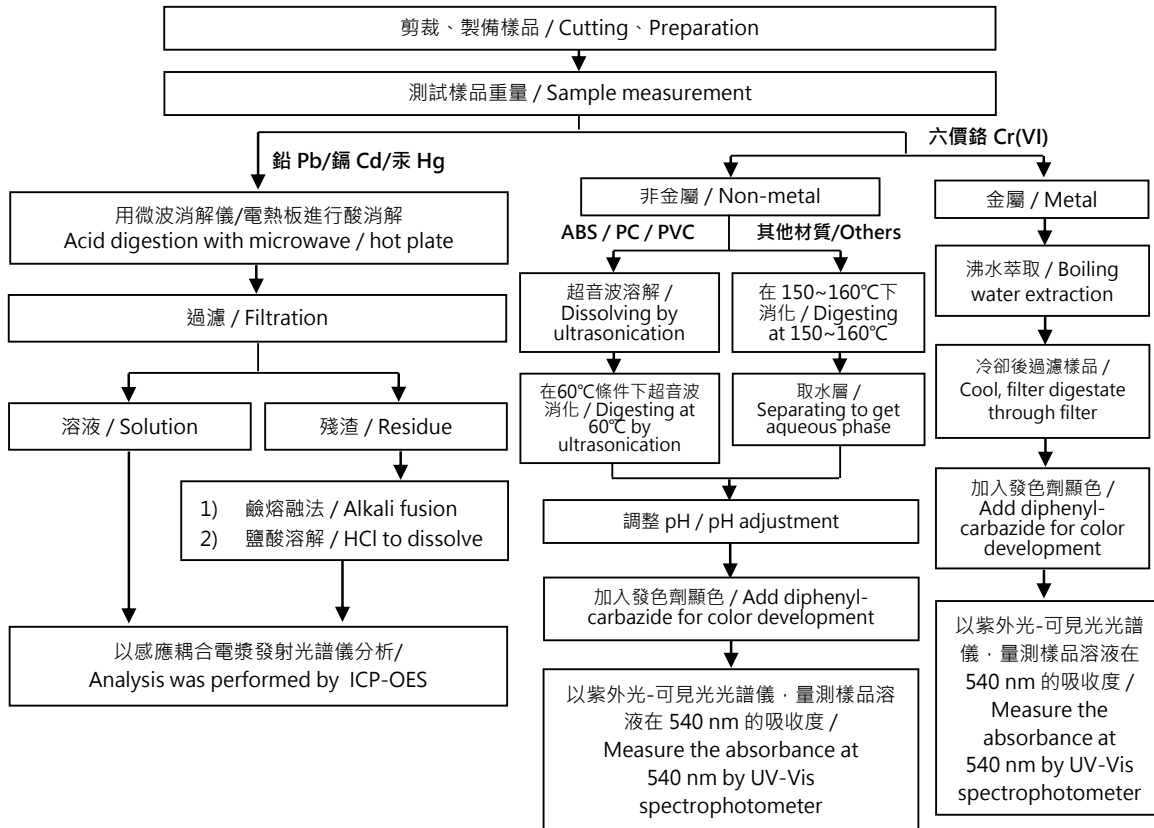 剪裁、製備樣品 / Cutting、Preparation
測試樣品重量 / Sample measurement
鉛 Pb/鎘 Cd/汞 Hg
六價鉻 Cr(VI)
用微波消解儀/電熱板進行酸消解
Acid digestion with microwave / hot plate
過濾 / Filtration
溶液 / Solution
殘渣 / Residue
1) 鹼熔融法 / Alkali fusion
2) 鹽酸溶解 / HCl to dissolve
以感應耦合電漿發射光譜儀分析/
Analysis was performed by ICP-OES
非金屬 / Non-metal
ABS / PC / PVC
其他材質/Others
超音波溶解 /
Dissolving by
ultrasonication
在60℃條件下超音波
消化 / Digesting at
60℃ by
ultrasonication
在 150~160℃下
消化 / Digesting
at 150~160℃
取水層 /
Separating to get
aqueous phase
調整 pH / pH adjustment
加入發色劑顯色 / Add diphenyl-
carbazide for color development
以紫外光-可見光光譜儀，量測樣品溶
液在 540 nm 的吸收度 /
Measure the absorbance at
540 nm by UV-Vis
spectrophotometer
金屬 / Metal
沸水萃取 / Boiling
water extraction
冷卻後過濾樣品 /
Cool, filter digestate
through filter
加入發色劑顯色 /
Add diphenyl-
carbazide for color
development
以紫外光-可見光光譜
儀，量測樣品溶液在
540 nm 的吸收度 /
Measure the
absorbance at
540 nm by UV-Vis
spectrophotometer